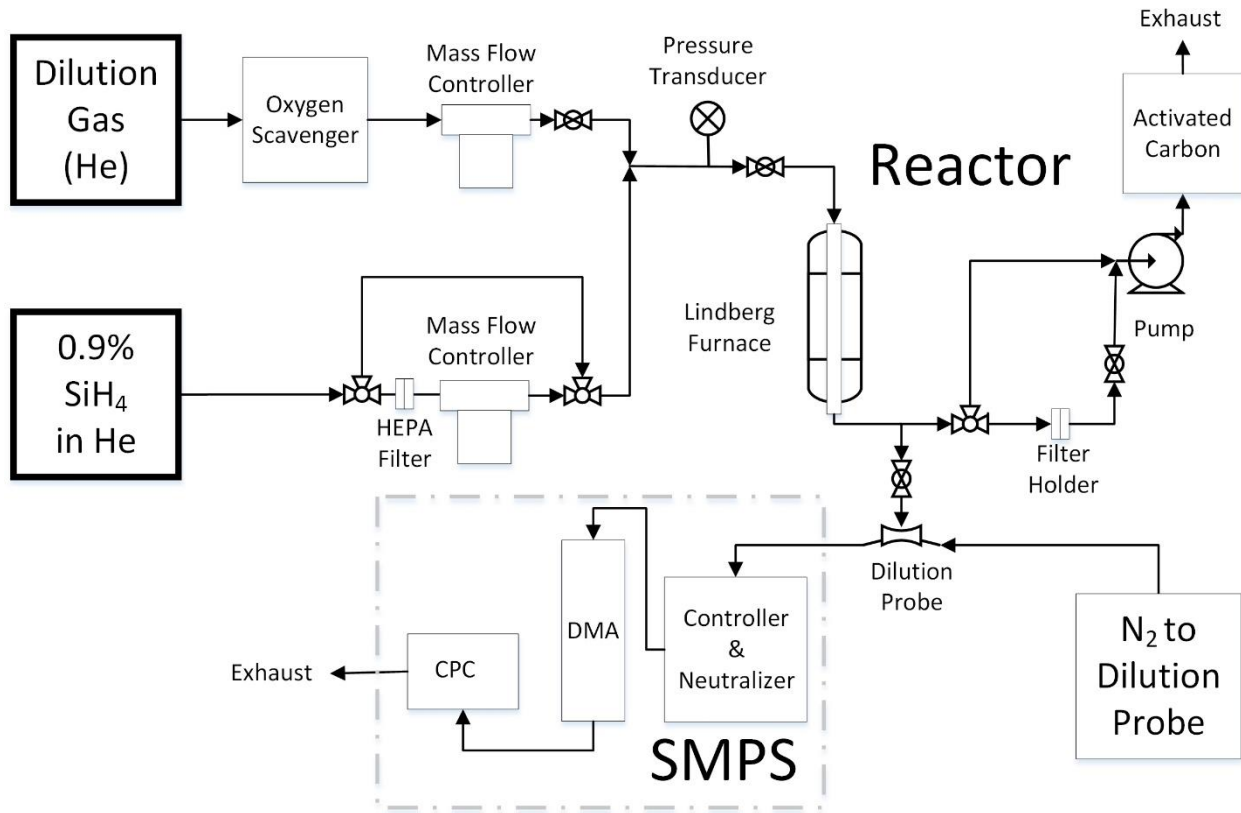 Dilution
Gas
(He)
Oxygen
Scavenger
Mass Flow
Controller
Pressure
Transducer
Reactor
Exhaust
Activated
Carbon
0.9%
SiH₄
in He
HEPA
Filter
Mass Flow
Controller
Lindberg
Furnace
Pump
Filter
Holder
Dilution
Probe
N₂ to
Dilution
Probe
Controller
&
Neutralizer
DMA
CPC
Exhaust
SMPS